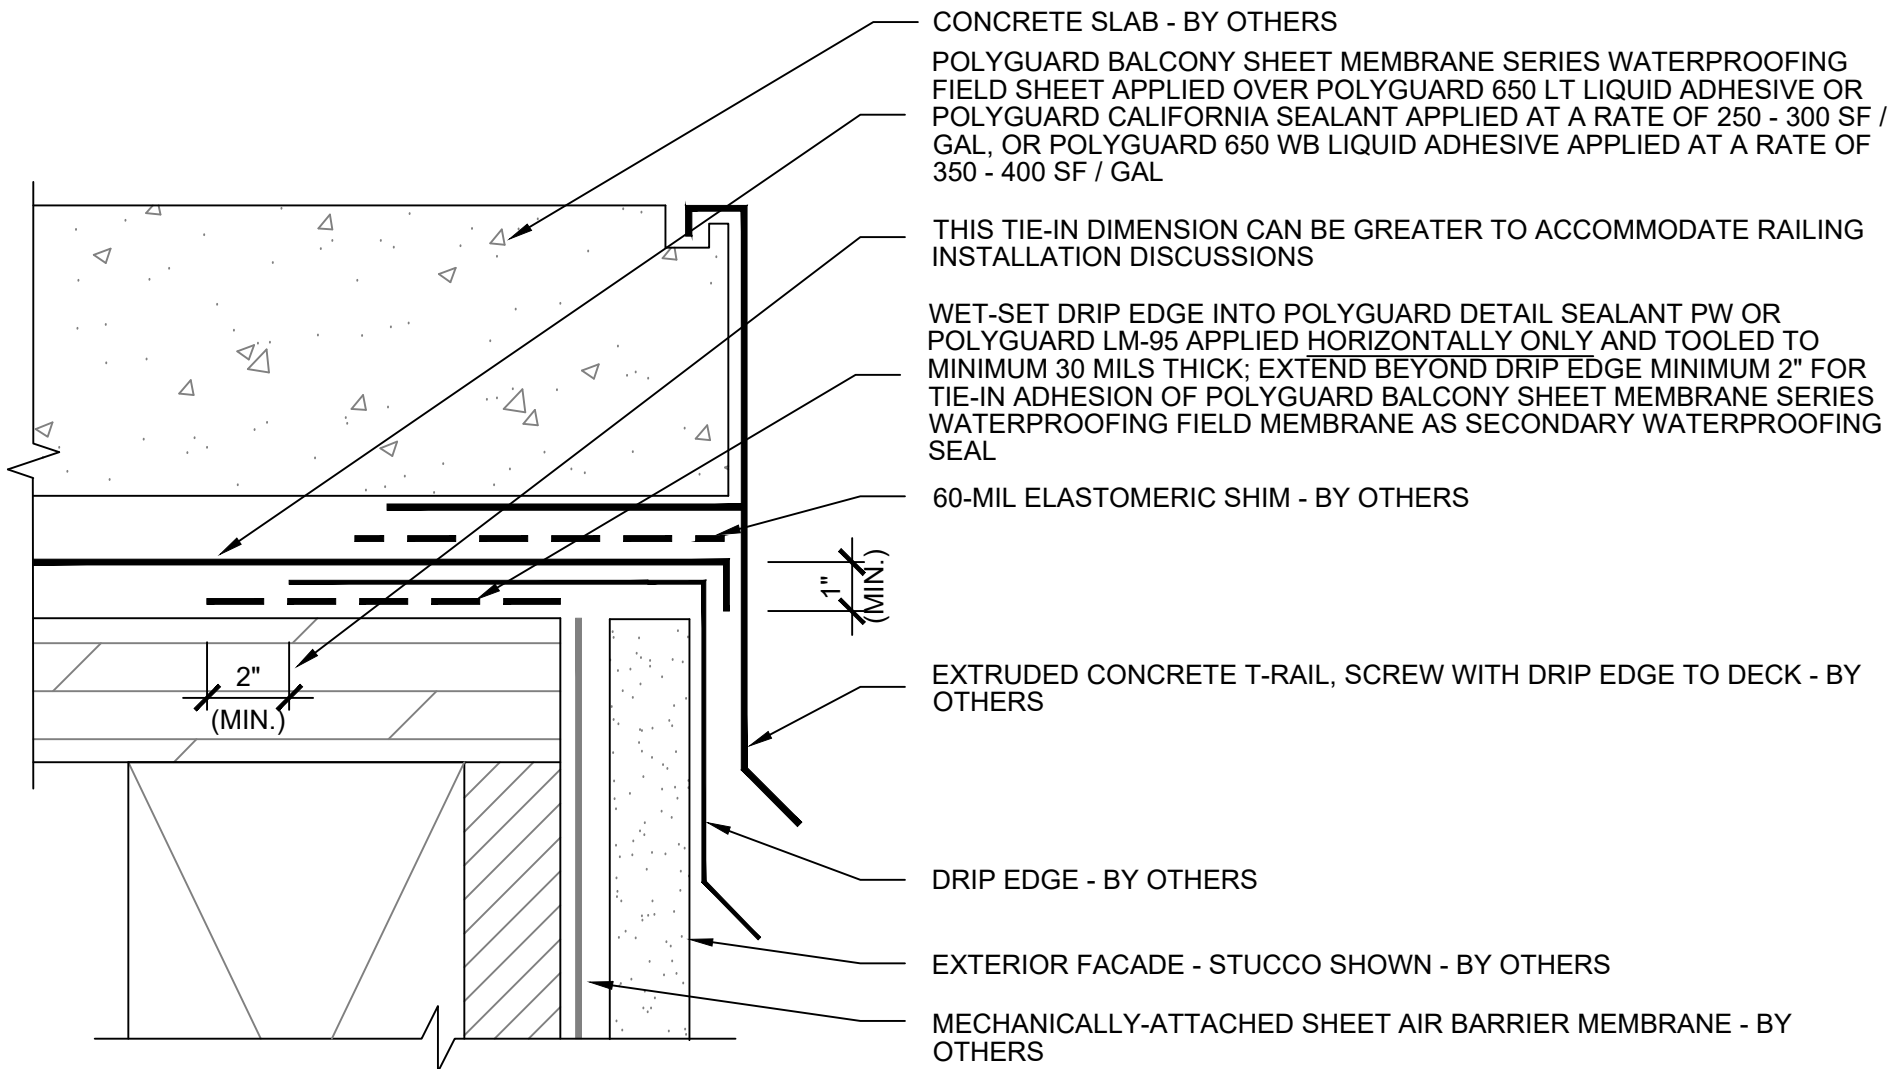 CONCRETE SLAB - BY OTHERS
POLYGUARD BALCONY SHEET MEMBRANE SERIES WATERPROOFING
FIELD SHEET APPLIED OVER POLYGUARD 650 LT LIQUID ADHESIVE OR
POLYGUARD CALIFORNIA SEALANT APPLIED AT A RATE OF 250 - 300 SF /
GAL, OR POLYGUARD 650 WB LIQUID ADHESIVE APPLIED AT A RATE OF
350 - 400 SF / GAL
THIS TIE-IN DIMENSION CAN BE GREATER TO ACCOMMODATE RAILING
INSTALLATION DISCUSSIONS
WET-SET DRIP EDGE INTO POLYGUARD DETAIL SEALANT PW OR
POLYGUARD LM-95 APPLIED HORIZONTALLY ONLY AND TOOLED TO
MINIMUM 30 MILS THICK; EXTEND BEYOND DRIP EDGE MINIMUM 2" FOR
TIE-IN ADHESION OF POLYGUARD BALCONY SHEET MEMBRANE SERIES
WATERPROOFING FIELD MEMBRANE AS SECONDARY WATERPROOFING
SEAL
60-MIL ELASTOMERIC SHIM - BY OTHERS
1"
(MIN.)
2"
(MIN.)
EXTRUDED CONCRETE T-RAIL, SCREW WITH DRIP EDGE TO DECK - BY
OTHERS
DRIP EDGE - BY OTHERS
EXTERIOR FACADE - STUCCO SHOWN - BY OTHERS
MECHANICALLY-ATTACHED SHEET AIR BARRIER MEMBRANE - BY
OTHERS